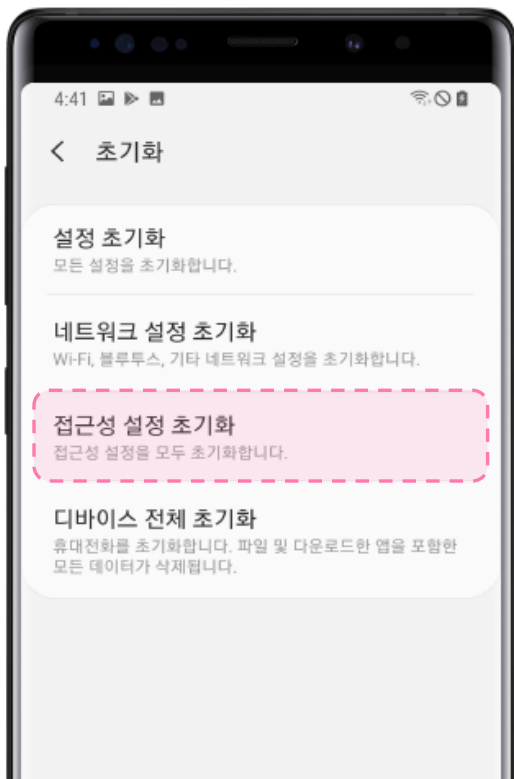 4:41
초기화
설정 초기화
모든 설정을 초기화합니다.
네트워크 설정 초기화
Wi-Fi, 블루투스, 기타 네트워크 설정을 초기화합니다.
접근성 설정 초기화
접근성 설정을 모두 초기화합니다.
디바이스 전체 초기화
휴대전화를 초기화합니다. 파일 및 다운로드한 앱을 포함한
모든 데이터가 삭제됩니다.